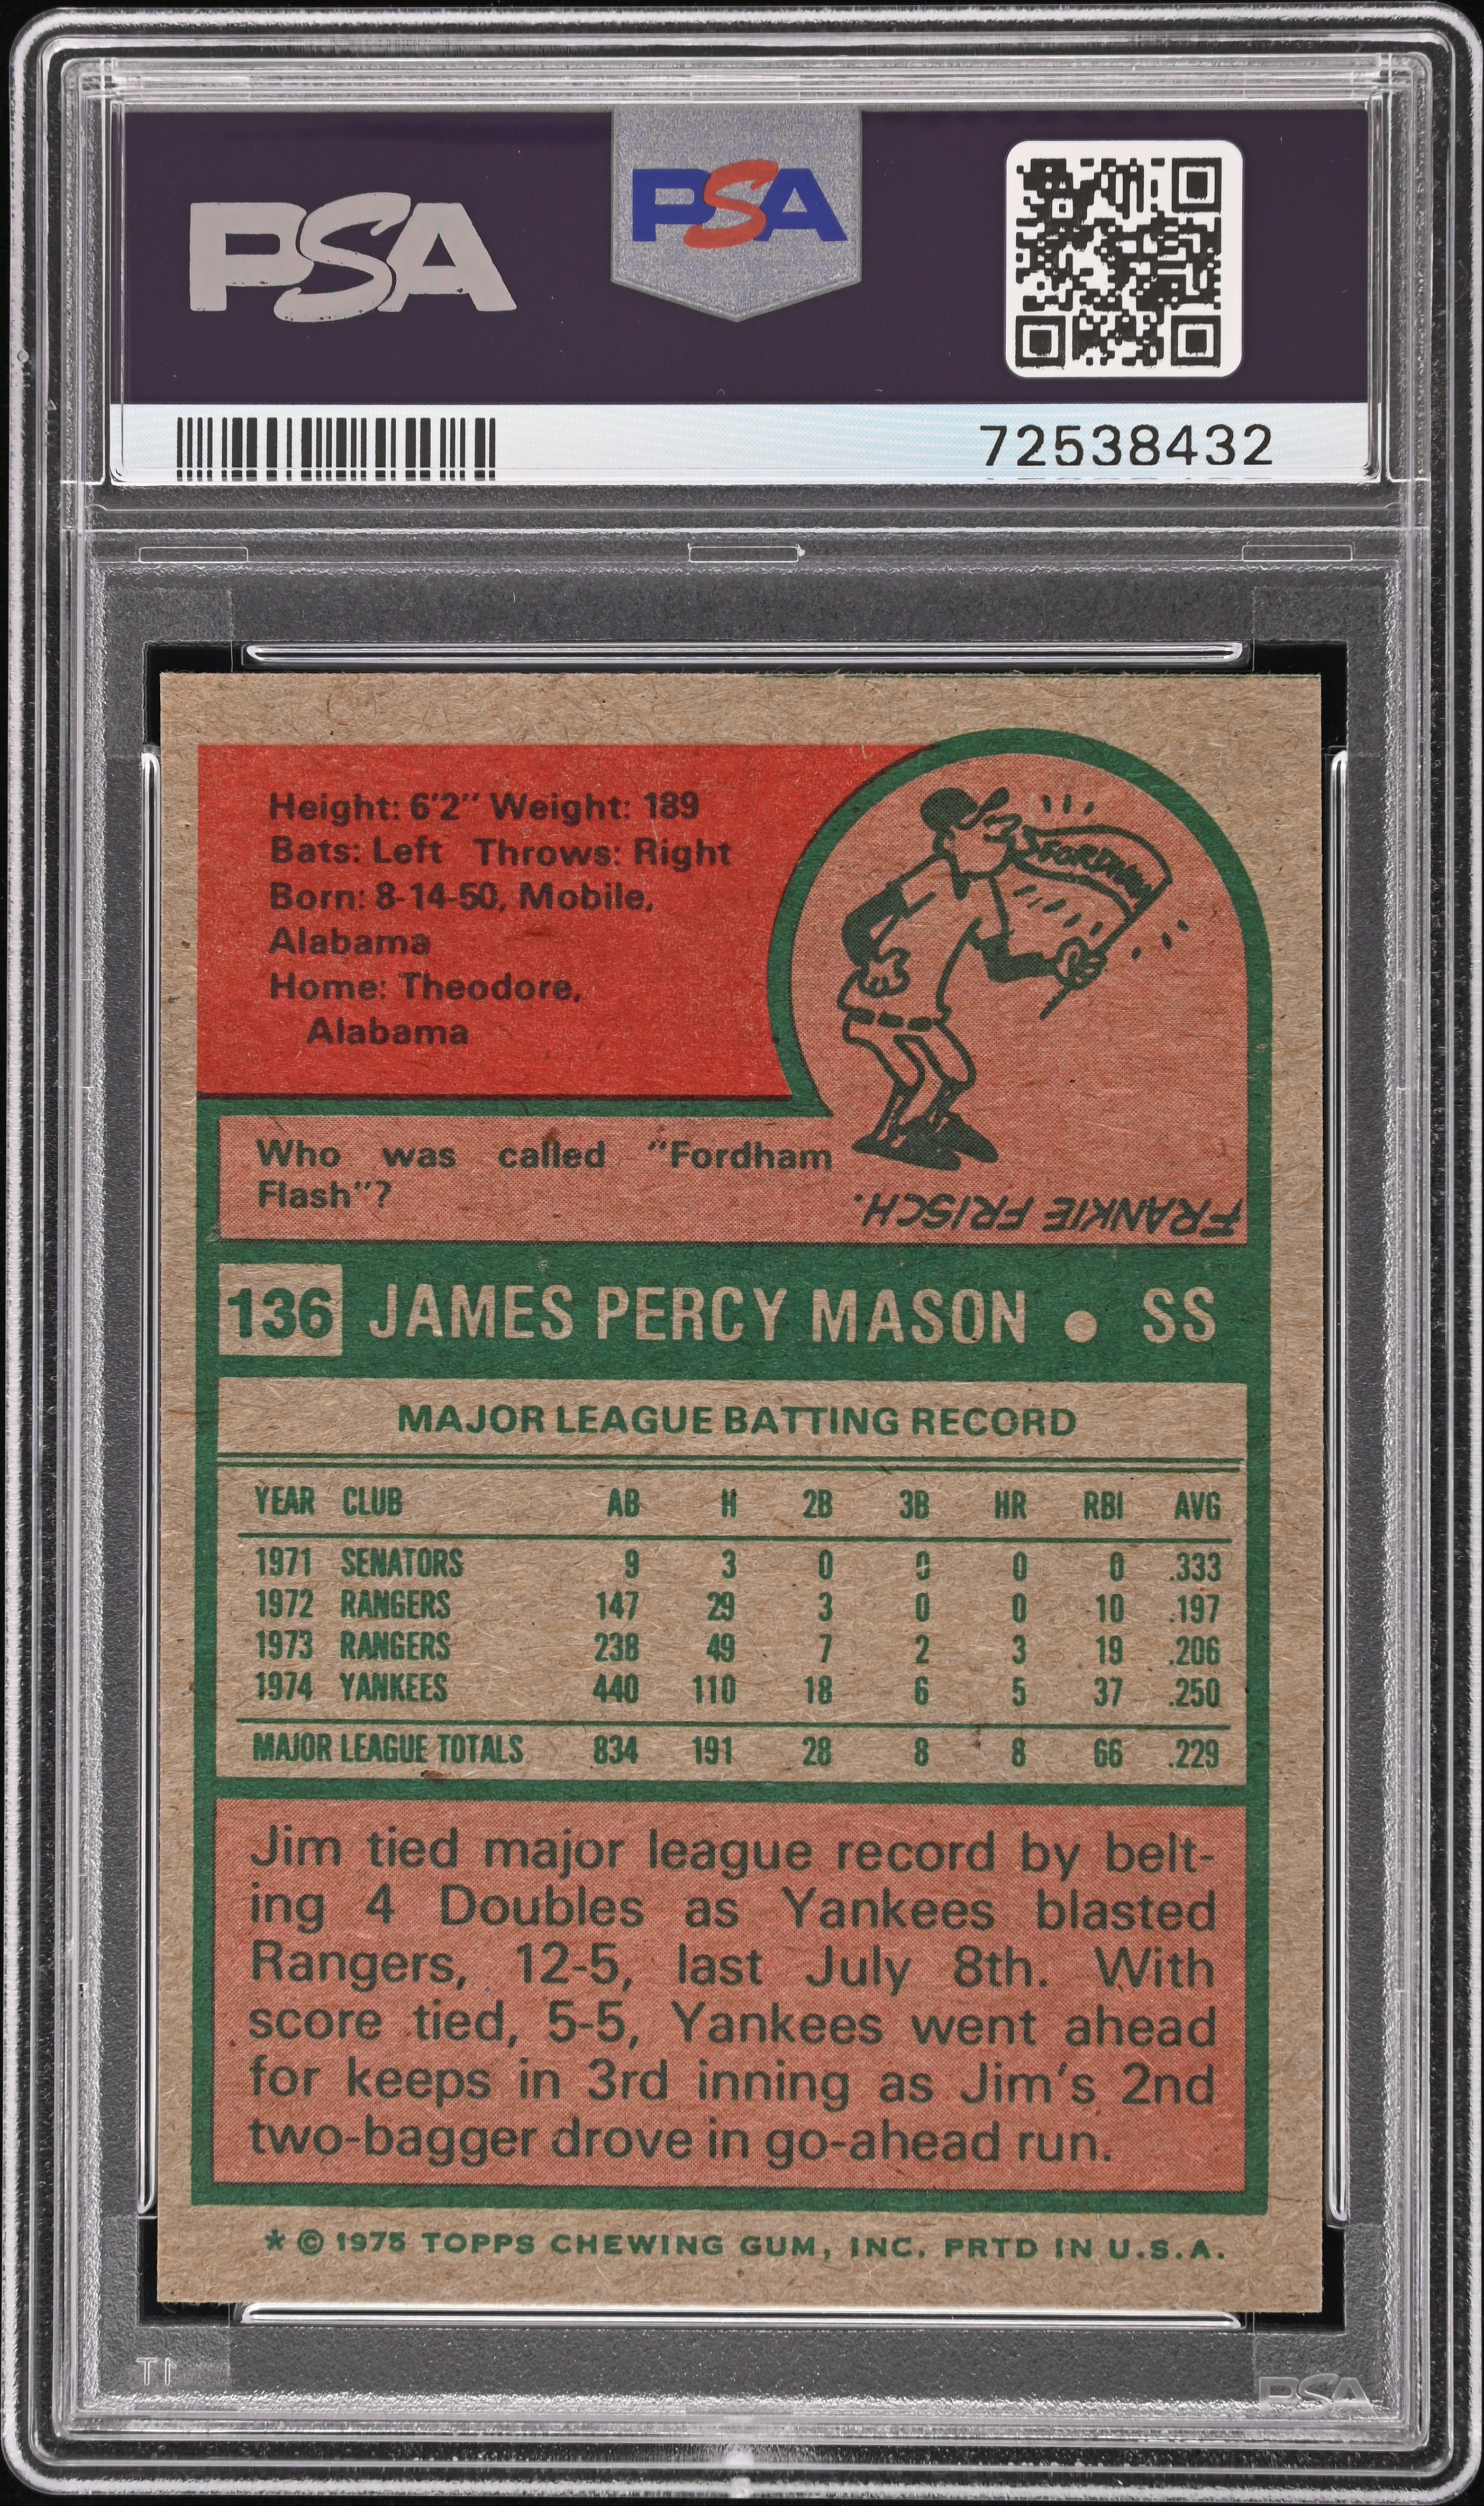 PSA
PSA
72538432
Height: 6'2" Weight: 189
Bats: Left Throws: Right
Born: 8-14-50, Mobile,
Alabama
Home: Theodore,
Alabama
FORDHAM
Who was called "Fordham
Flash"?
FRANKIE FRISCH.
136 JAMES PERCY MASON ● SS
MAJOR LEAGUE BATTING RECORD
YEAR CLUB AB H 2B 3B HR RBI AVG
1971 SENATORS 9 3 0 0 0 0 .333
1972 RANGERS 147 29 3 0 0 10 .197
1973 RANGERS 238 49 7 2 3 19 .206
1974 YANKEES 440 110 18 6 5 37 .250
MAJOR LEAGUE TOTALS 834 191 28 8 8 66 .229
Jim tied major league record by belt-
ing 4 Doubles as Yankees blasted
Rangers, 12-5, last July 8th. With
score tied, 5-5, Yankees went ahead
for keeps in 3rd inning as Jim's 2nd
two-bagger drove in go-ahead run.
* © 1975 TOPPS CHEWING GUM, INC. PRTD IN U.S.A.
PSA